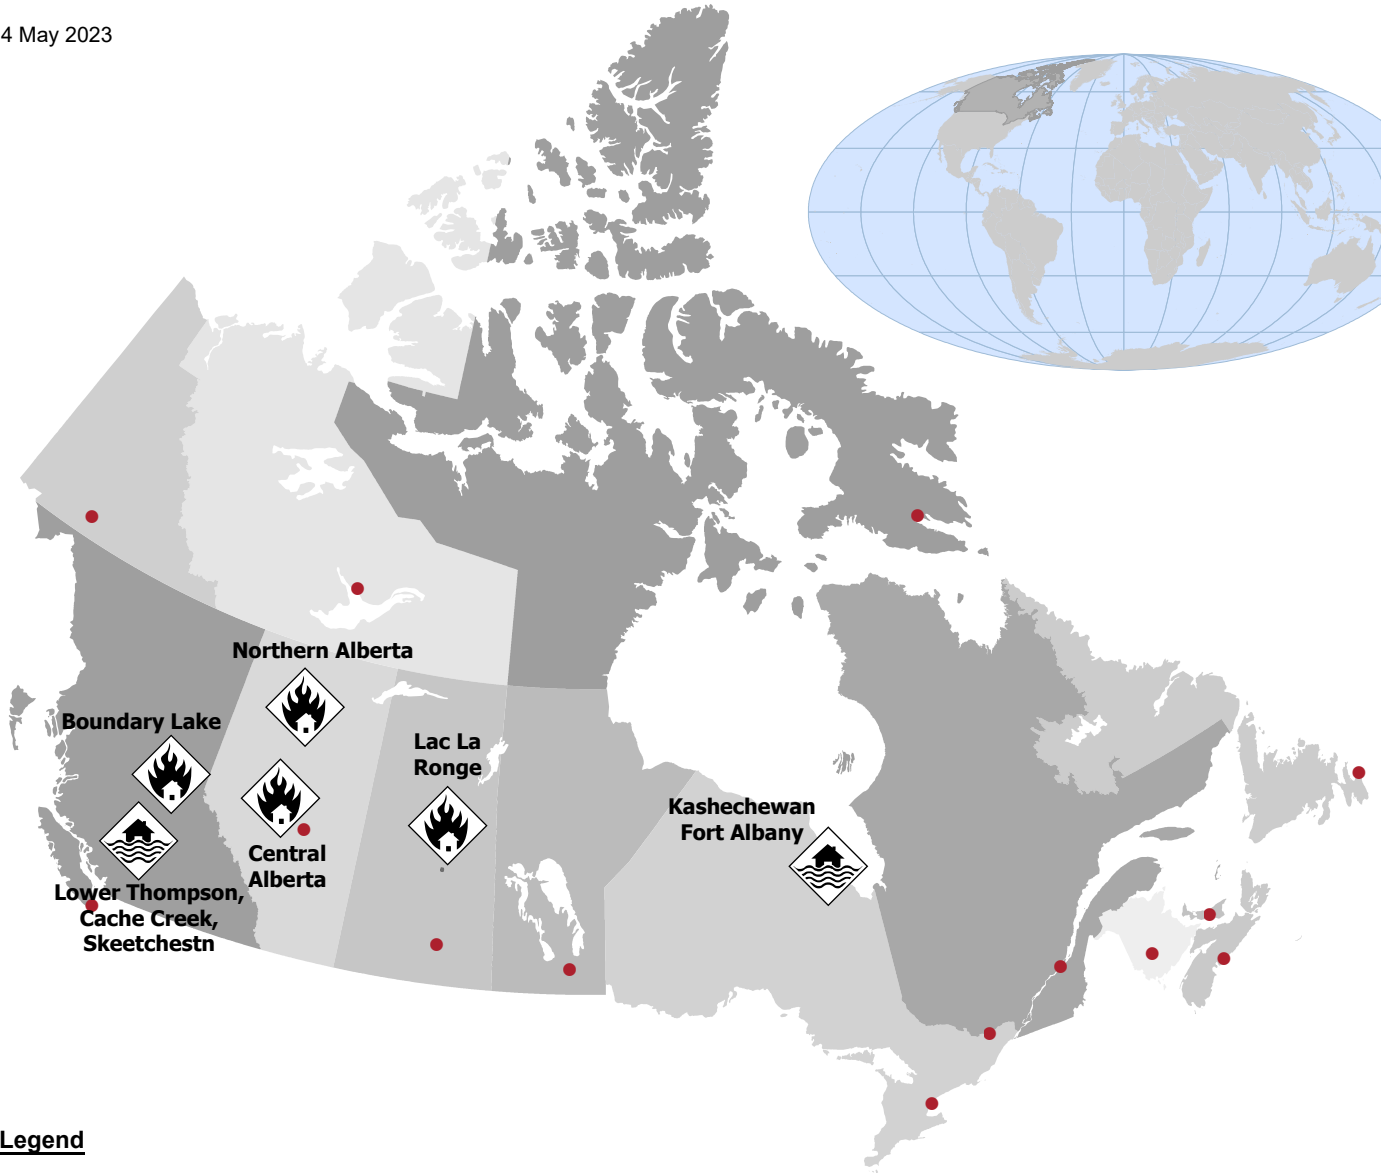 4 May 2023
Northern Alberta
Boundary Lake
Lac La
Ronge
Kashechewan
Fort Albany
Central
Alberta
Lower Thompson,
Cache Creek,
Skeetchestn
Legend